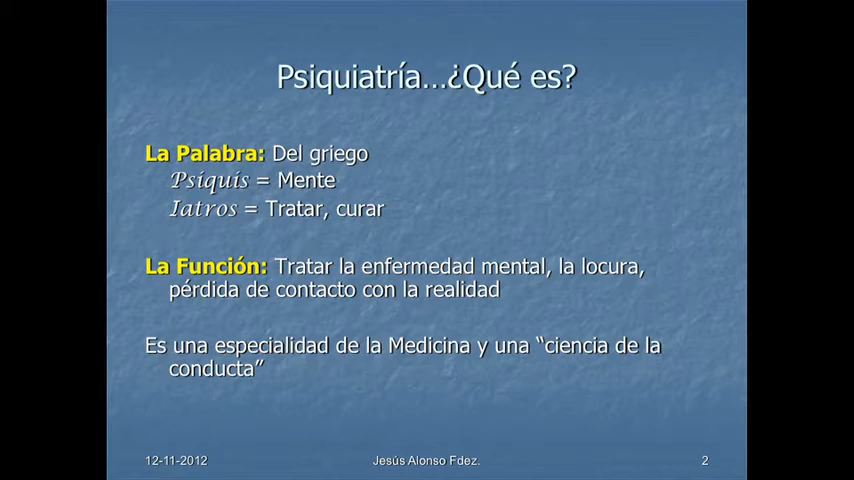 Psiquiatría...¿Qué es?
La Palabra: Del griego
Psiquis = Mente
Iatros = Tratar, curar
La Función: Tratar la enfermedad mental, la locura,
pérdida de contacto con la realidad
Es una especialidad de la Medicina y una “ciencia de la
conducta”
12-11-2012 Jesús Alonso Fdez. 2